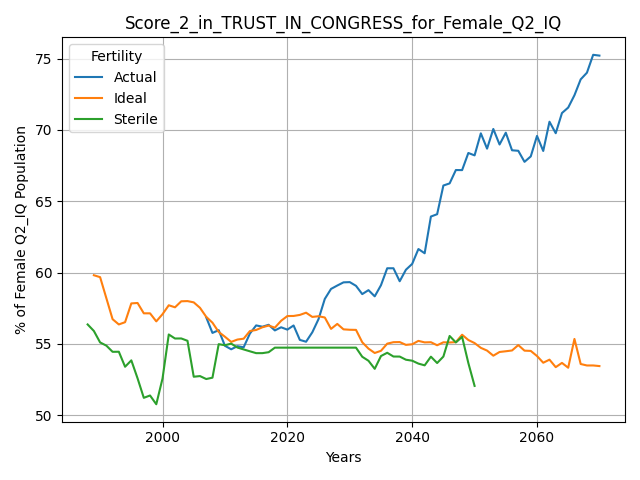 Score_2_in_TRUST_IN_CONGRESS_for_Female_Q2_IQ
Fertility
Actual
Ideal
Sterile
% of Female Q2_IQ Population
75
70
65
60
55
50
2000
2020
2040
2060
Years